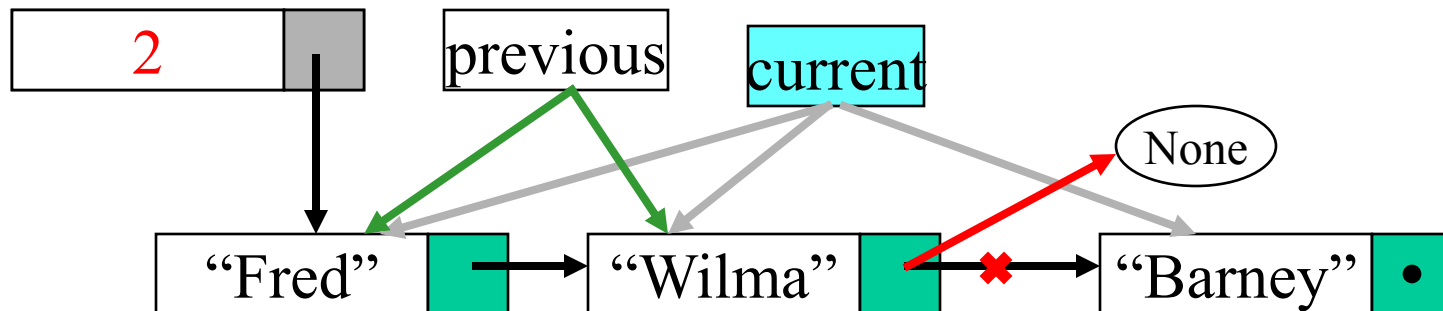 2
previous
current
None
“Fred”
“Wilma”
“Barney”